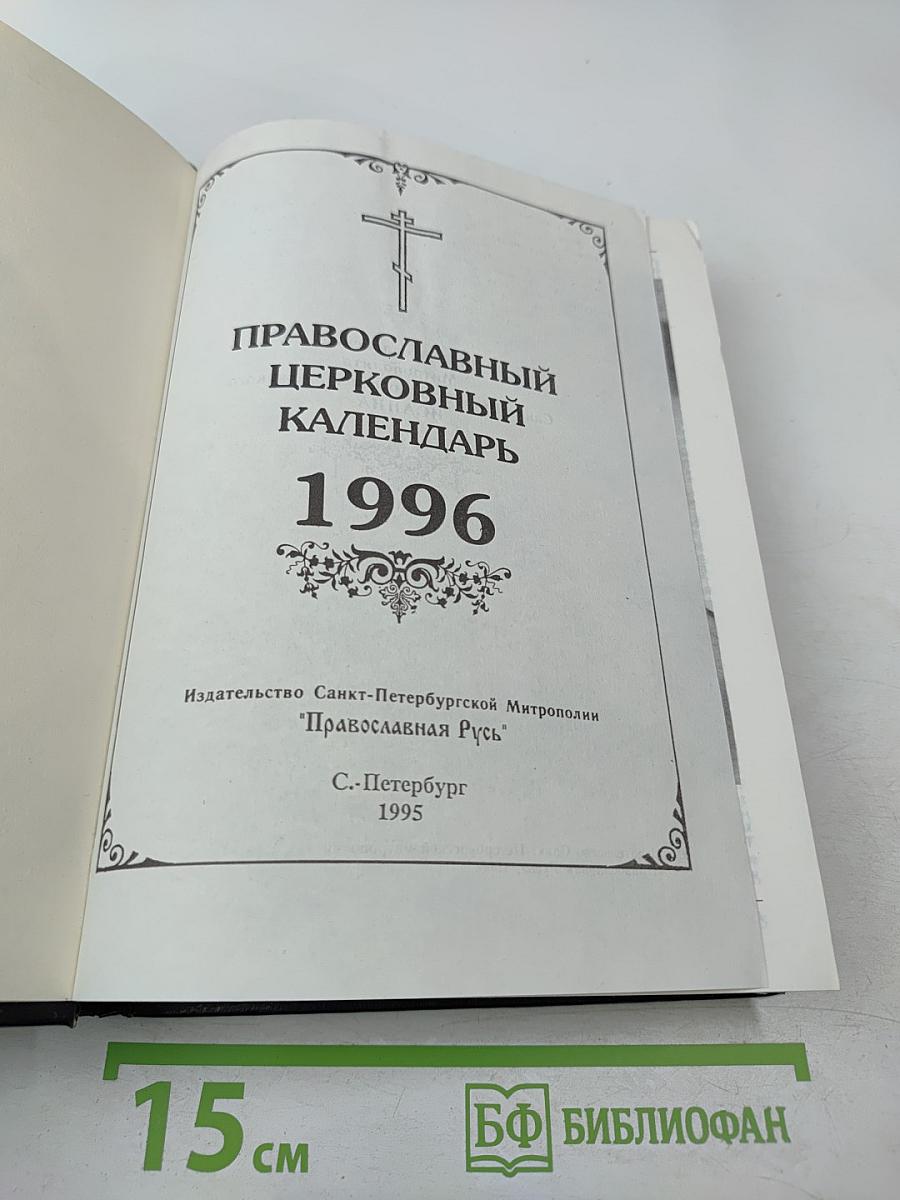 ПРАВОСЛАВНЫЙ
ЦЕРКОВНЫЙ
КАЛЕНДАРЬ
1996
Издательство Санкт-Петербургской Митрополии
"Православная Русь"
С.-Петербург
1995
15 см
БФ БИБЛИОФАН